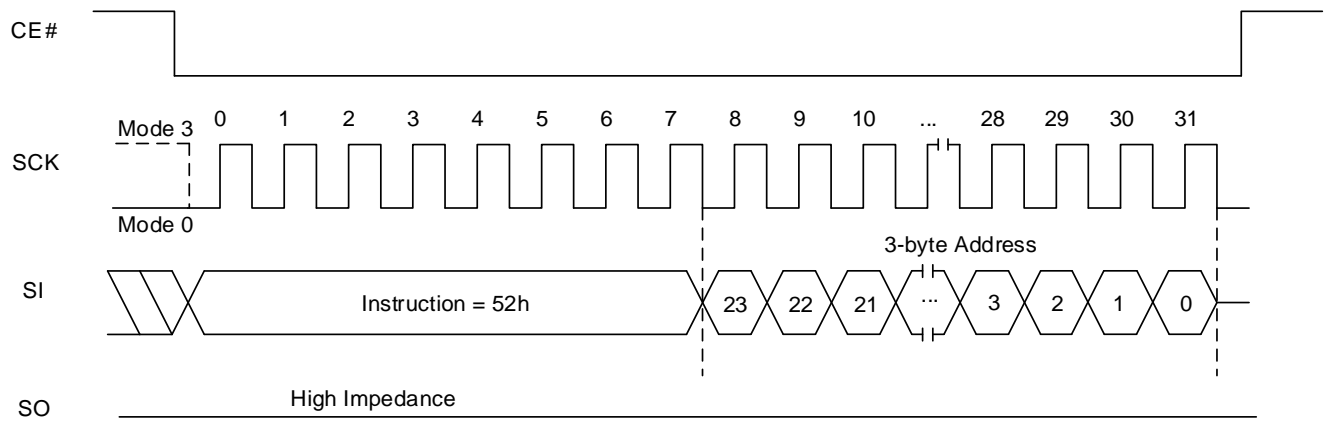 CE#
Mode 3
0 1 2 3 4 5 6 7 8 9 10 ... 28 29 30 31
SCK
Mode 0
3-byte Address
SI
Instruction = 52h
23 22 21 ... 3 2 1 0
High Impedance
SO